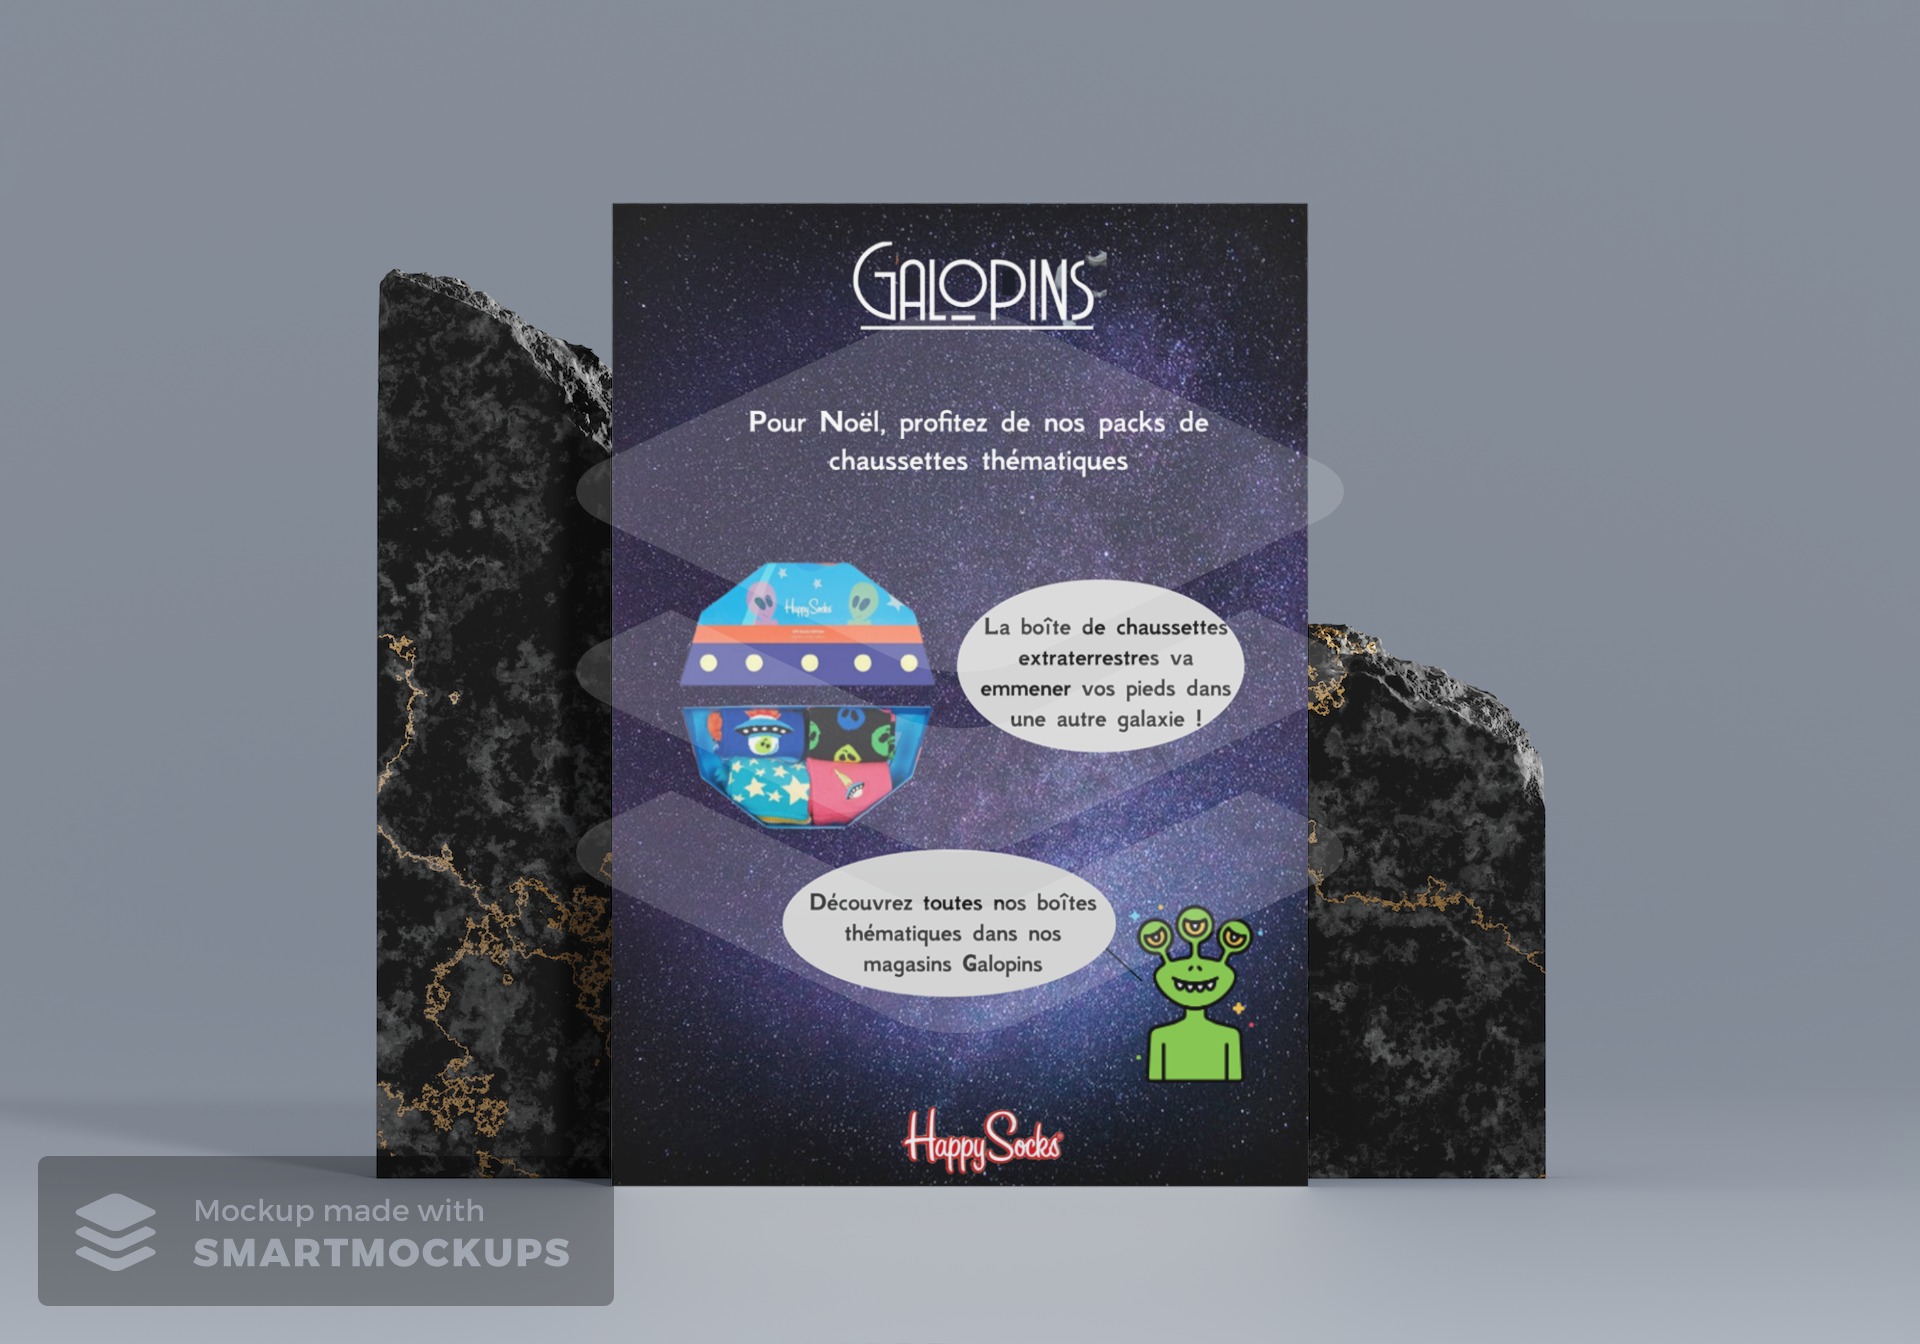 GALOPINS
Pour Noël, profitez de nos packs de
chaussettes thématiques
Happy Socks
La boîte de chaussettes
extraterrestres va
emmener vos pieds dans
une autre galaxie !
Découvrez toutes nos boîtes
thématiques dans nos
magasins Galopins
Happy Socks
Mockup made with
SMARTMOCKUPS